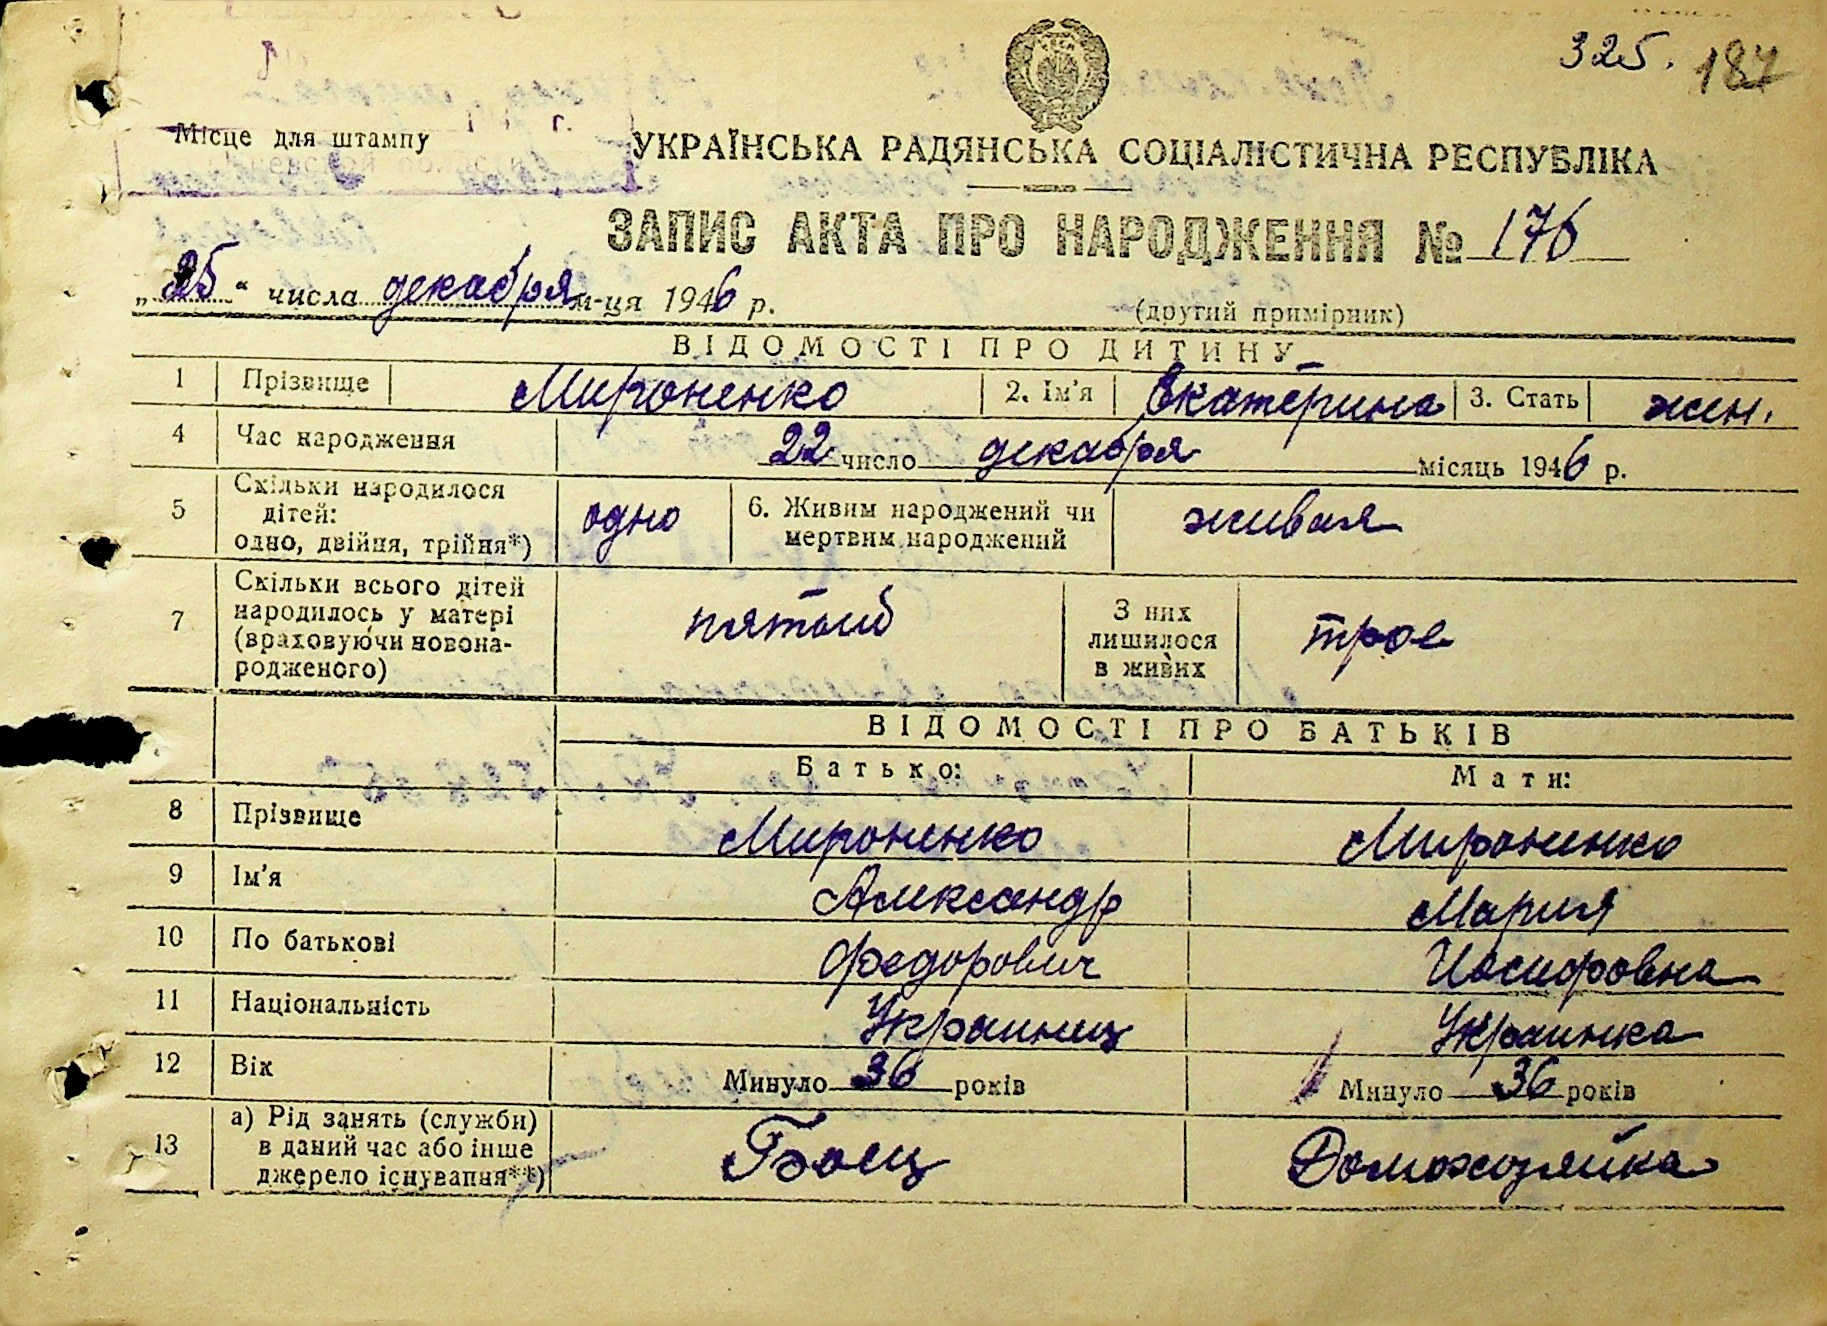 325. 187
Місце для штампу
г.
УКРАЇНСЬКА РАДЯНСЬКА СОЦІАЛІСТИЧНА РЕСПУБЛІКА
ЗАПИС АКТА ПРО НАРОДЖЕННЯ № 176
„25“ числа декабря м-ця 1946 р.
(другий примірник)
ВІДОМОСТІ ПРО ДИТИНУ
1 Прізвище Мироненко 2. Ім'я Екатерина 3. Стать жен.
4 Час народження 22 число декабря місяць 1946 р.
5 Скільки народилося дітей: одно, двійня, трійня*) одно 6. Живим народжений чи мертвим народжений живая
7 Скільки всього дітей народилось у матері (враховуючи новонародженого) пятый З них лишилося в живих трое
ВІДОМОСТІ ПРО БАТЬКІВ
Батько: Мати:
8 Прізвище Мироненко Мироненко
9 Ім'я Александр Мария
10 По батькові Федорович Иосифовна
11 Національність Украинец Украинка
12 Вік Минуло 36 років Минуло 36 років
13 а) Рід занять (служби) в даний час або інше джерело існування**) Боец Домохозяйка